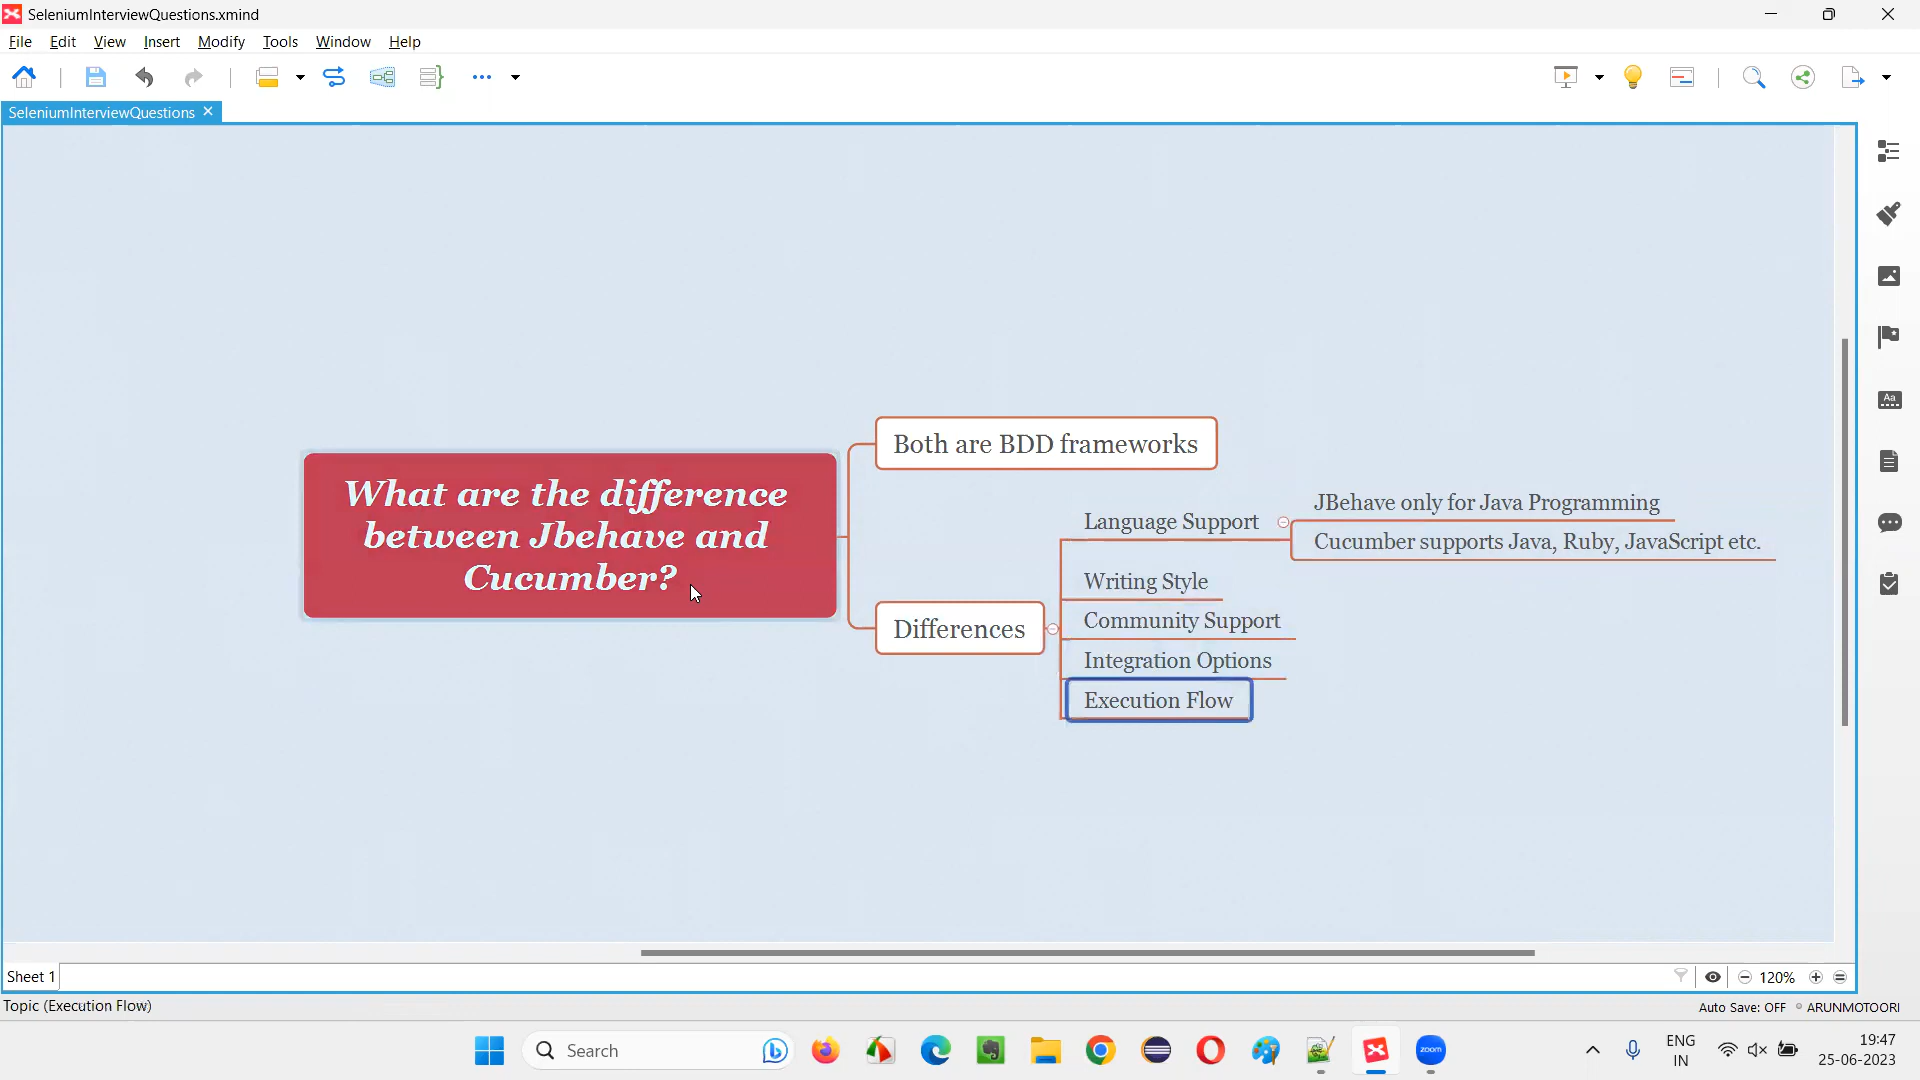 SeleniumInterviewQuestions.xmind
File Edit View Insert Modify Tools Window Help
SeleniumInterviewQuestions
What are the difference
between Jbehave and
Cucumber?
Both are BDD frameworks
Differences
Language Support
JBehave only for Java Programming
Cucumber supports Java, Ruby, JavaScript etc.
Writing Style
Community Support
Integration Options
Execution Flow
Aa
Sheet 1
120%
Topic (Execution Flow)
Auto Save: OFF ARUNMOTOORI
Search
zoom
ENG
IN
19:47
25-06-2023